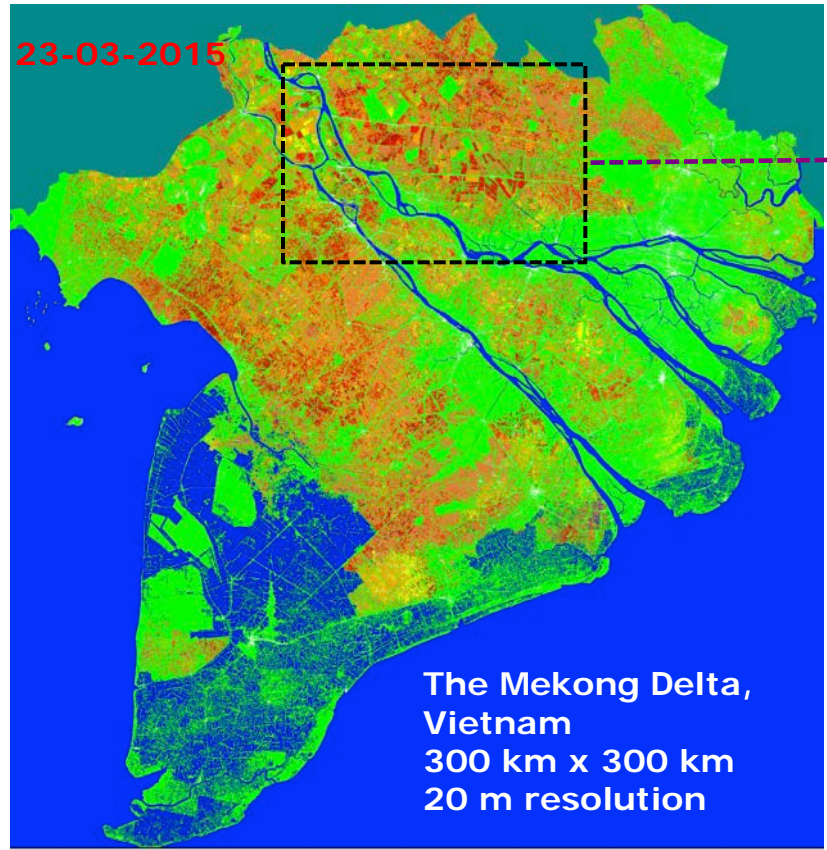 23-03-2015
The Mekong Delta,
Vietnam
300 km x 300 km
20 m resolution